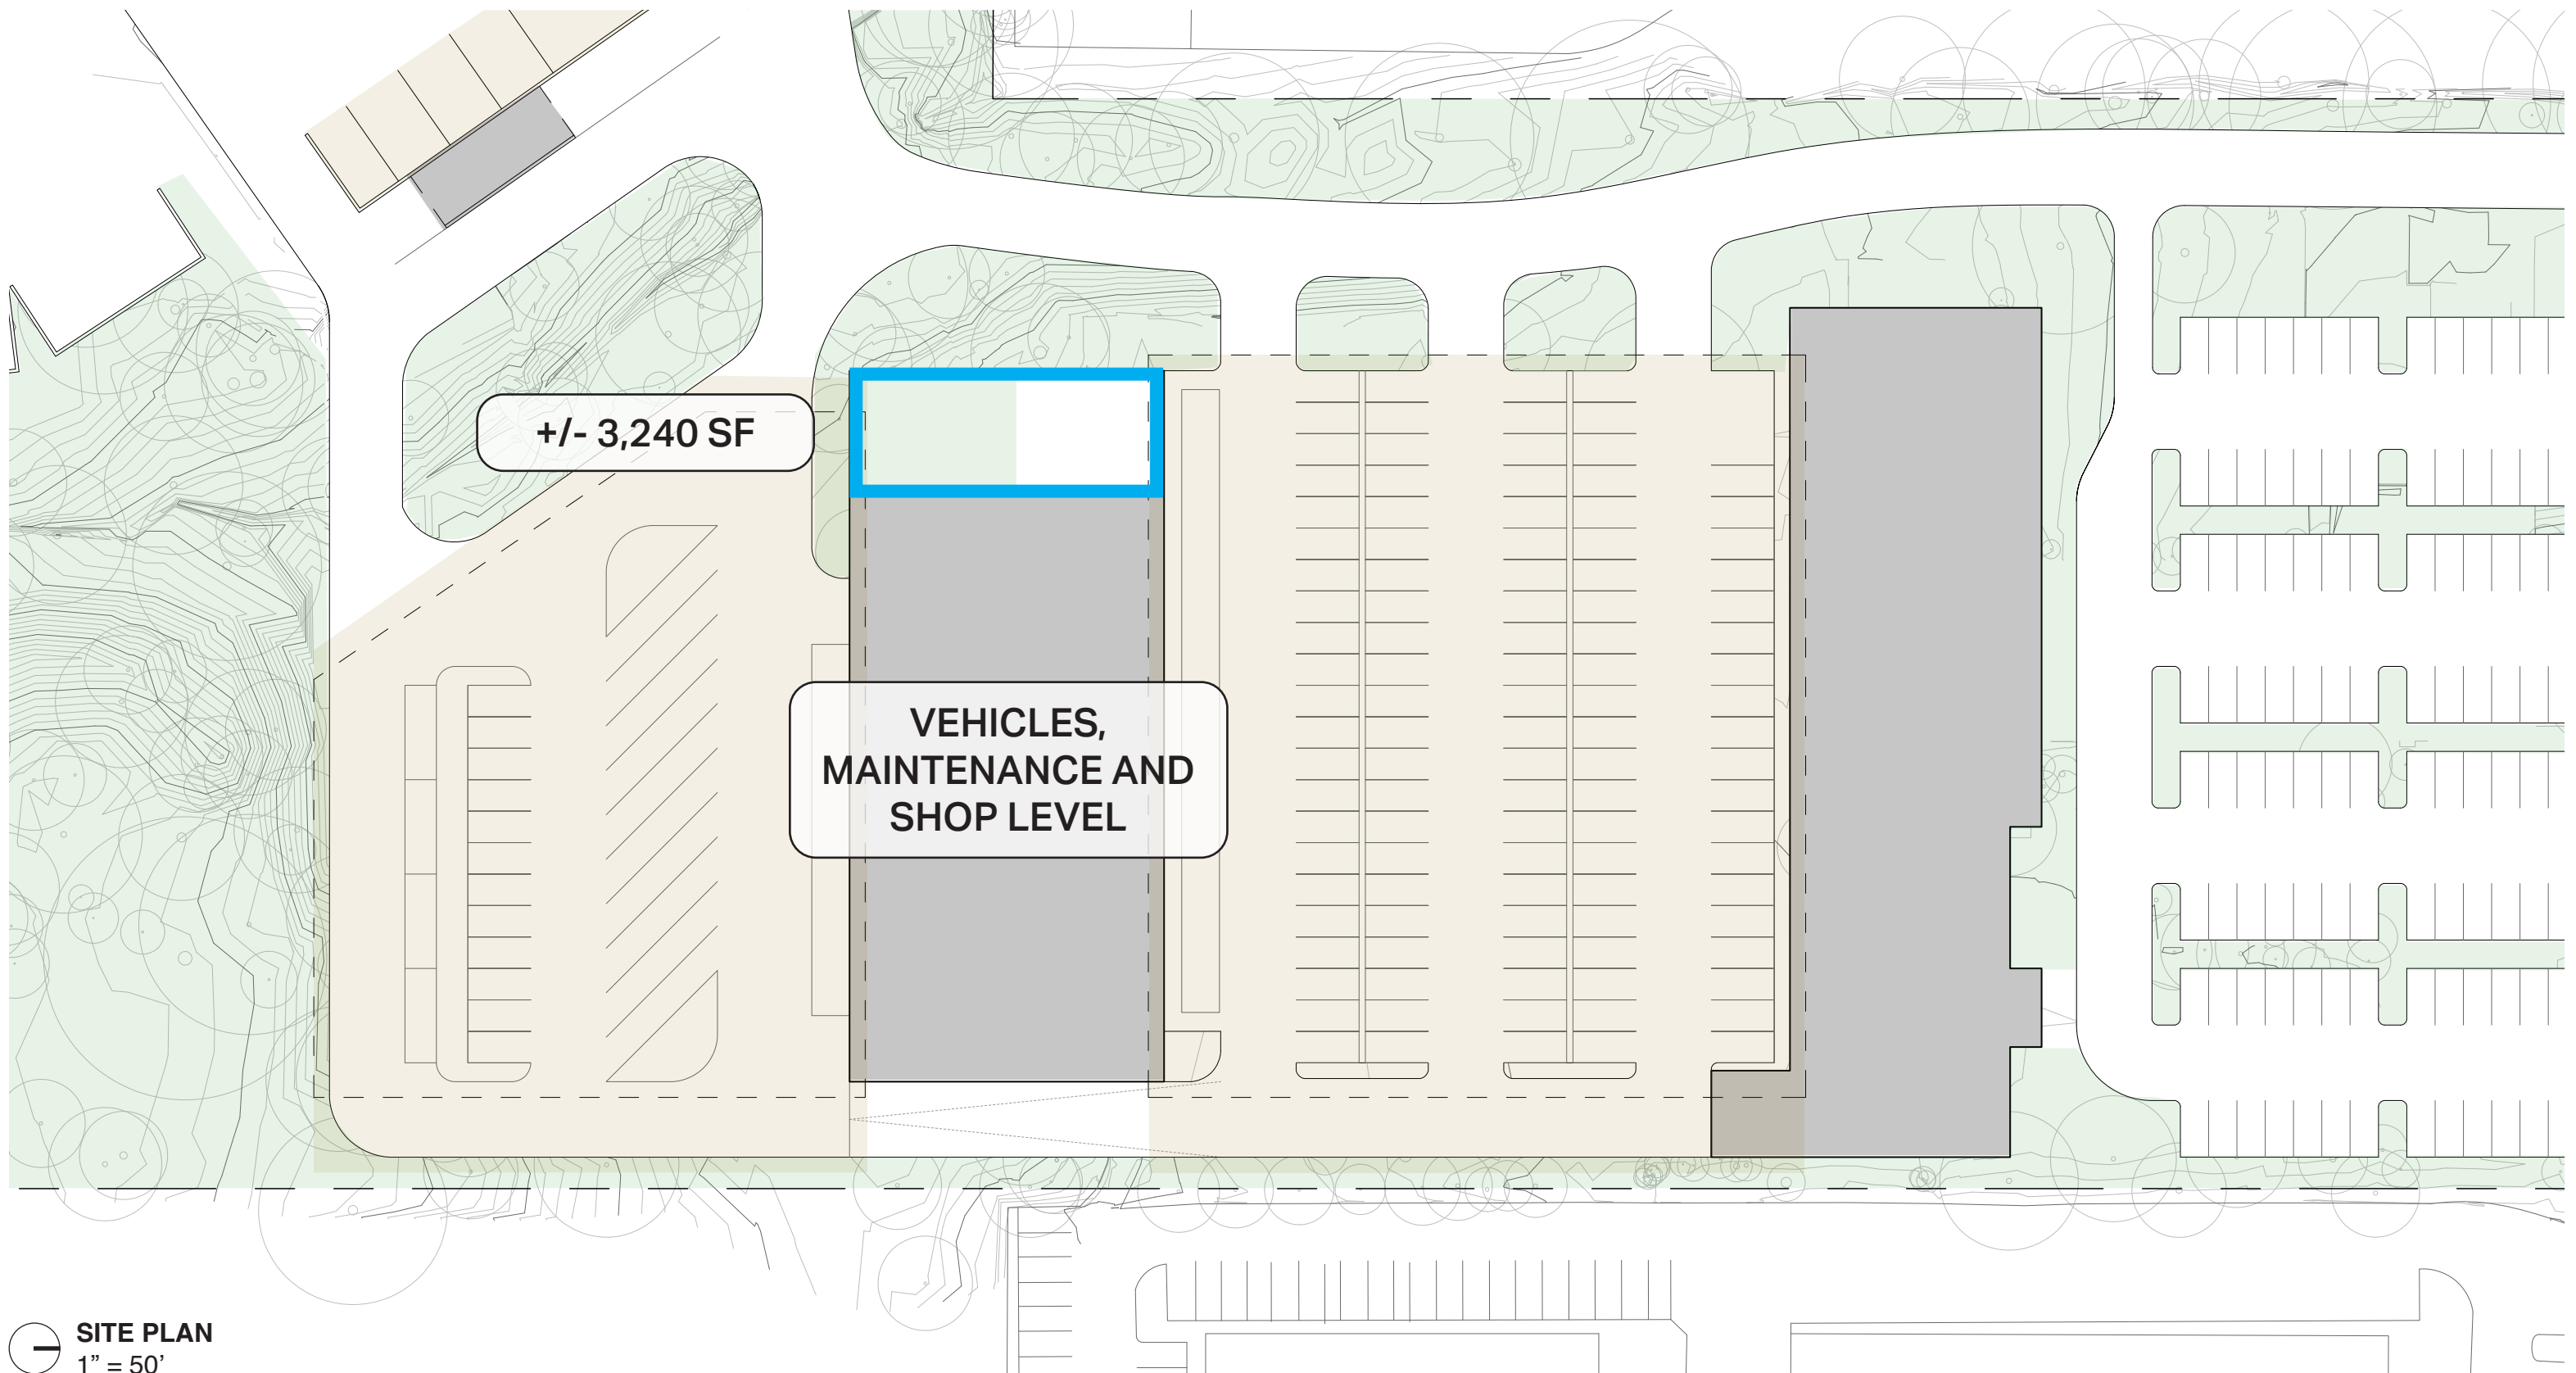 +/- 3,240 SF
VEHICLES,
MAINTENANCE AND
SHOP LEVEL
SITE PLAN
1” = 50’